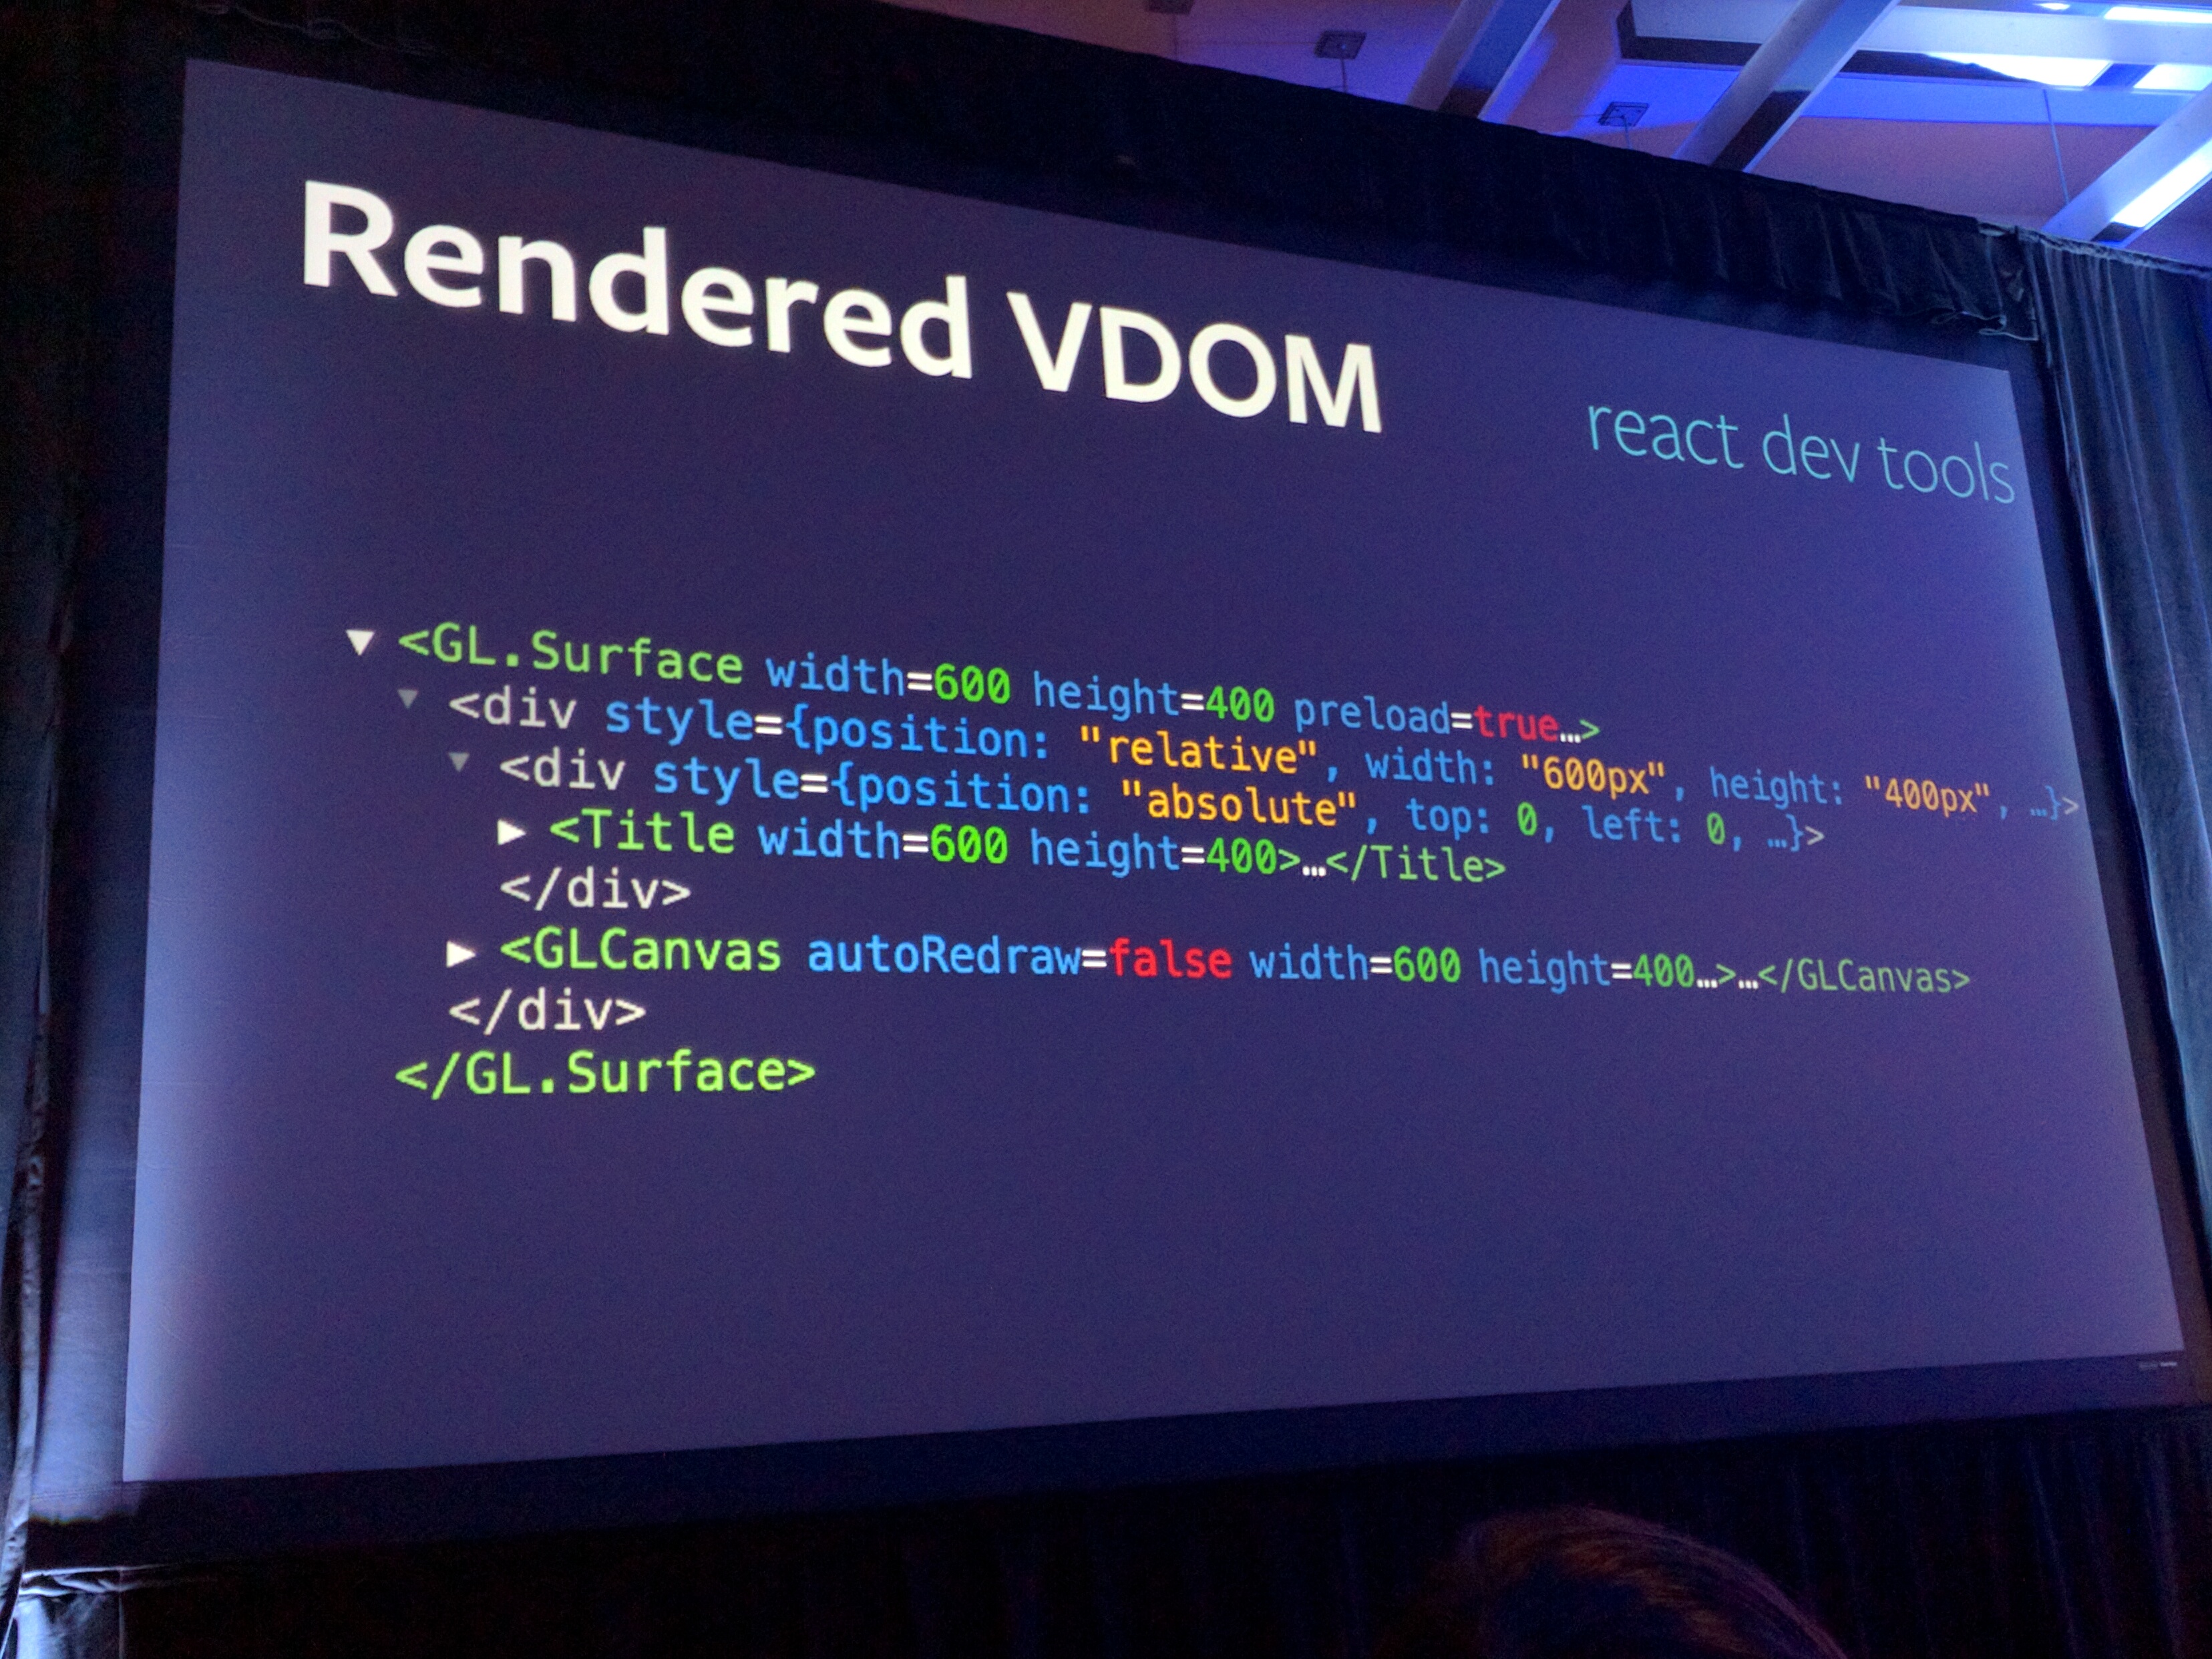 Rendered VDOM
react dev tools
▼ <GL.Surface width=600 height=400 preload=true…>
▼ <div style={position: "relative", width: "600px", height: "400px", …}>
▼ <div style={position: "absolute", top: 0, left: 0, …}>
▶ <Title width=600 height=400>…</Title>
</div>
▶ <GLCanvas autoRedraw=false width=600 height=400…>…</GLCanvas>
</div>
</GL.Surface>